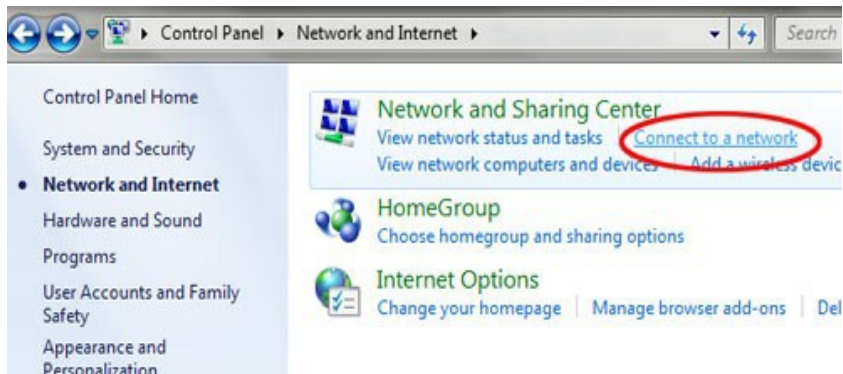 Control Panel Network and Internet Search
Control Panel Home
System and Security
Network and Internet
Hardware and Sound
Programs
User Accounts and Family
Safety
Appearance and
Personalization
Network and Sharing Center
View network status and tasks Connect to a network
View network computers and devices Add a wireless devic
HomeGroup
Choose homegroup and sharing options
Internet Options
Change your homepage Manage browser add-ons Del